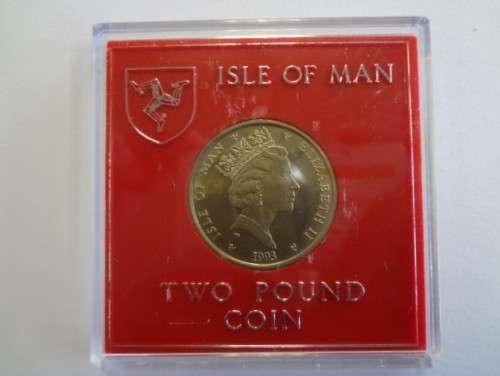 ISLE OF MAN
ISLE OF MAN
ELIZABETH II
1993
TWO POUND
COIN